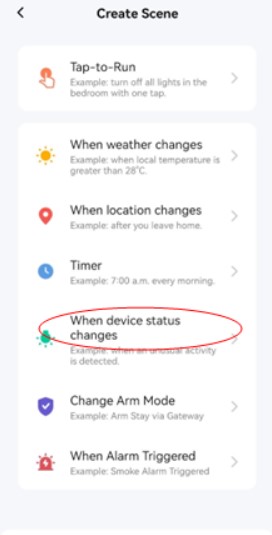 Create Scene
Tap-to-Run
Example: turn off all lights in the
bedroom with one tap.
When weather changes
Example: when local temperature is
greater than 28°C.
When location changes
Example: after you leave home.
Timer
Example: 7:00 a.m. every morning.
When device status
changes
Example: when an unusual activity
is detected.
Change Arm Mode
Example: Arm Stay via Gateway
When Alarm Triggered
Example: Smoke Alarm Triggered